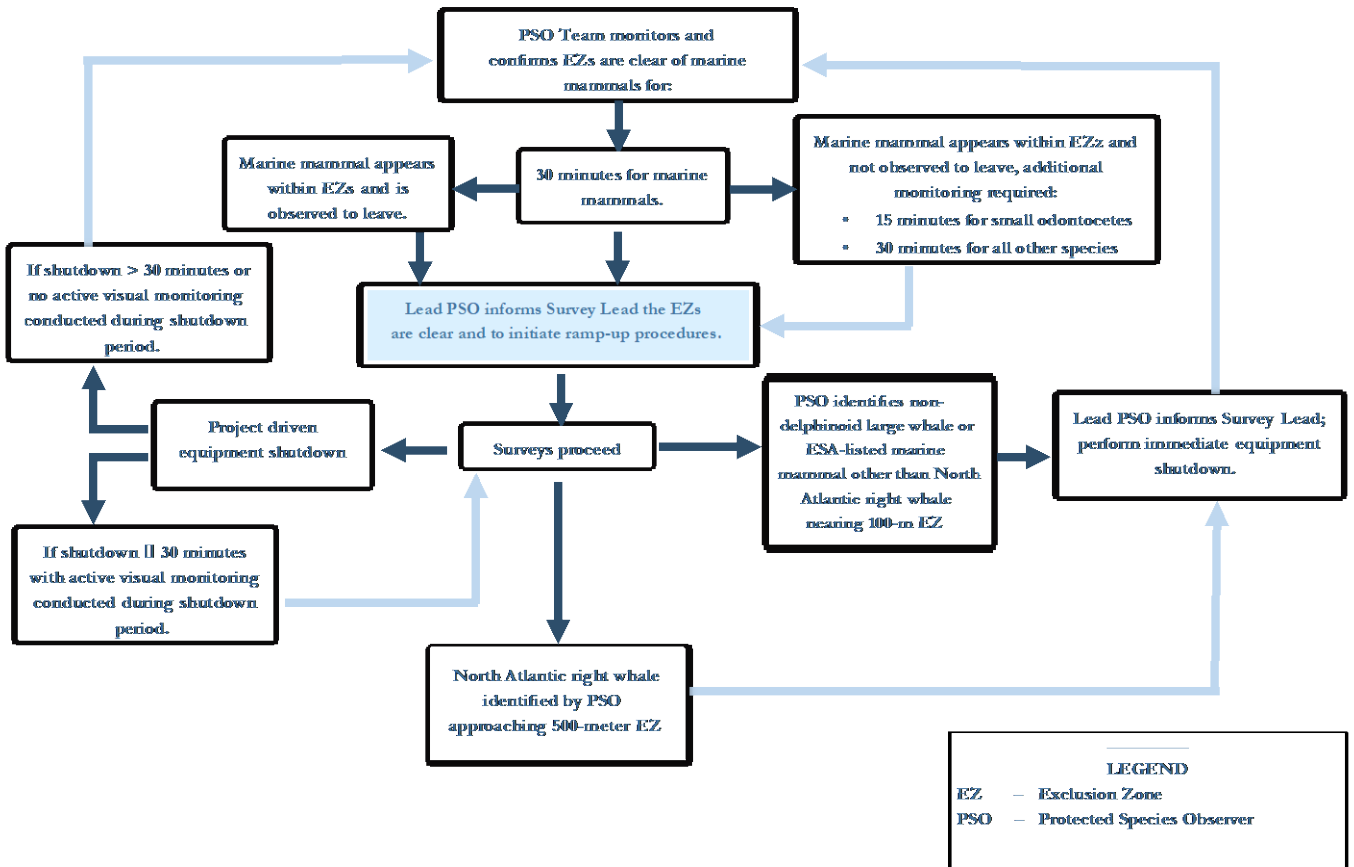 PSO Team monitors and
confirms EZs are clear of marine
mammals for:
Marine mammal appears
within EZs and is
observed to leave.
30 minutes for marine
mammals.
Marine mammal appears within EZz and
not observed to leave, additional
monitoring required:
• 15 minutes for small odontocetes
• 30 minutes for all other species
If shutdown > 30 minutes or
no active visual monitoring
conducted during shutdown
period.
Lead PSO informs Survey Lead the EZs
are clear and to initiate ramp-up procedures.
Project driven
equipment shutdown
Surveys proceed
PSO identifies non-
delphinoid large whale or
ESA-listed marine
mammal other than North
Atlantic right whale
nearing 100-m EZ
Lead PSO informs Survey Lead;
perform immediate equipment
shutdown.
If shutdown 30 minutes
with active visual monitoring
conducted during shutdown
period.
North Atlantic right whale
identified by PSO
approaching 500-meter EZ
LEGEND
EZ – Exclusion Zone
PSO – Protected Species Observer